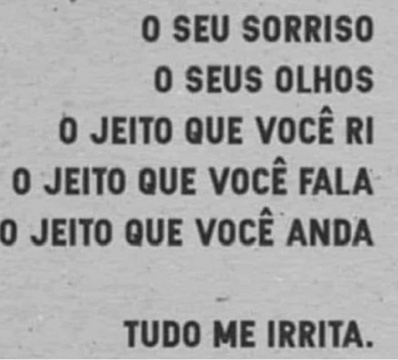 O SEU SORRISO
O SEUS OLHOS
O JEITO QUE VOCÊ RI
O JEITO QUE VOCÊ FALA
O JEITO QUE VOCÊ ANDA
TUDO ME IRRITA.